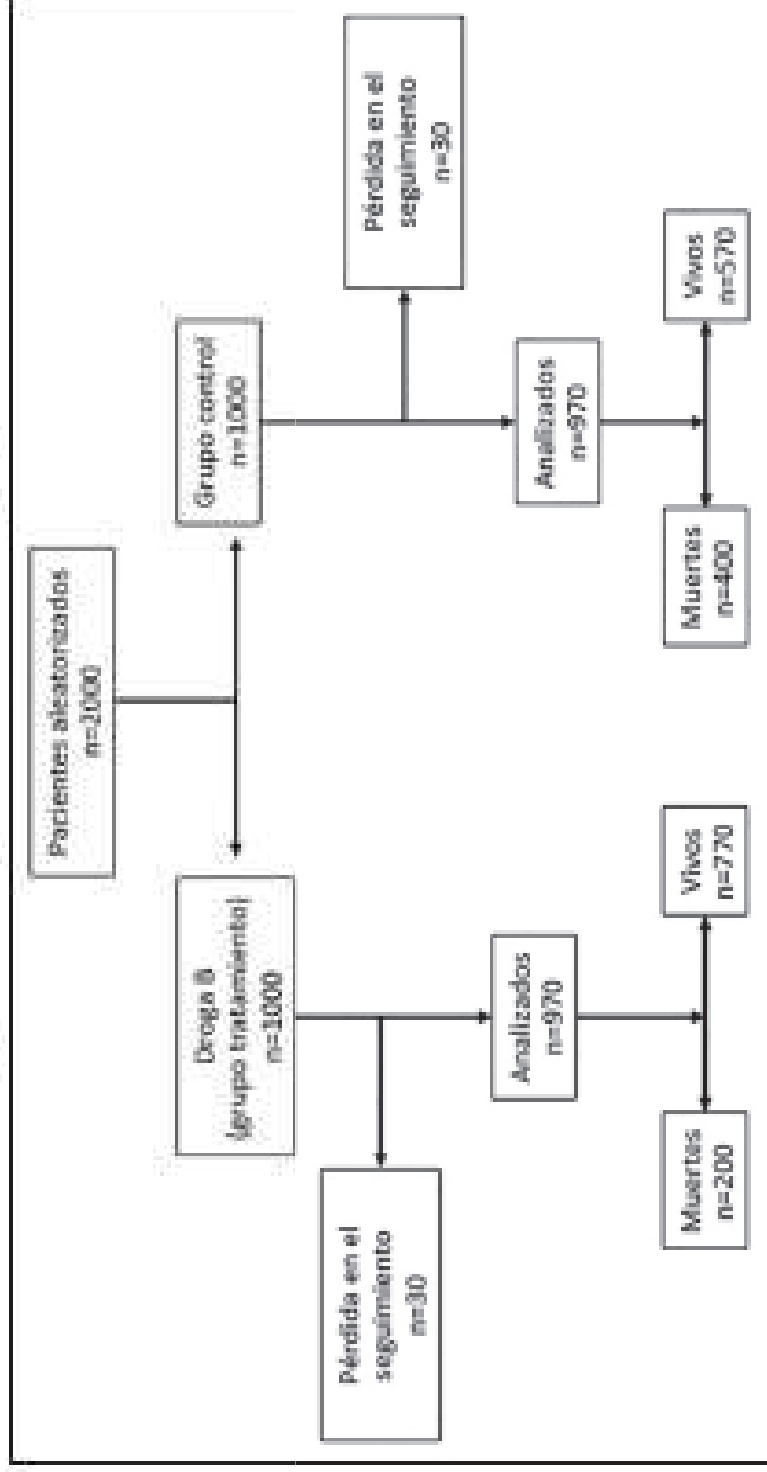 Pacientes aleatorizados
n=2000
Droga B
(grupo tratamiento)
n=1000
Grupo control
n=1000
Pérdida en el
seguimiento
n=30
Pérdida en el
seguimiento
n=30
Analizados
n=970
Analizados
n=970
Muertes
n=200
Vivos
n=770
Muertes
n=400
Vivos
n=570